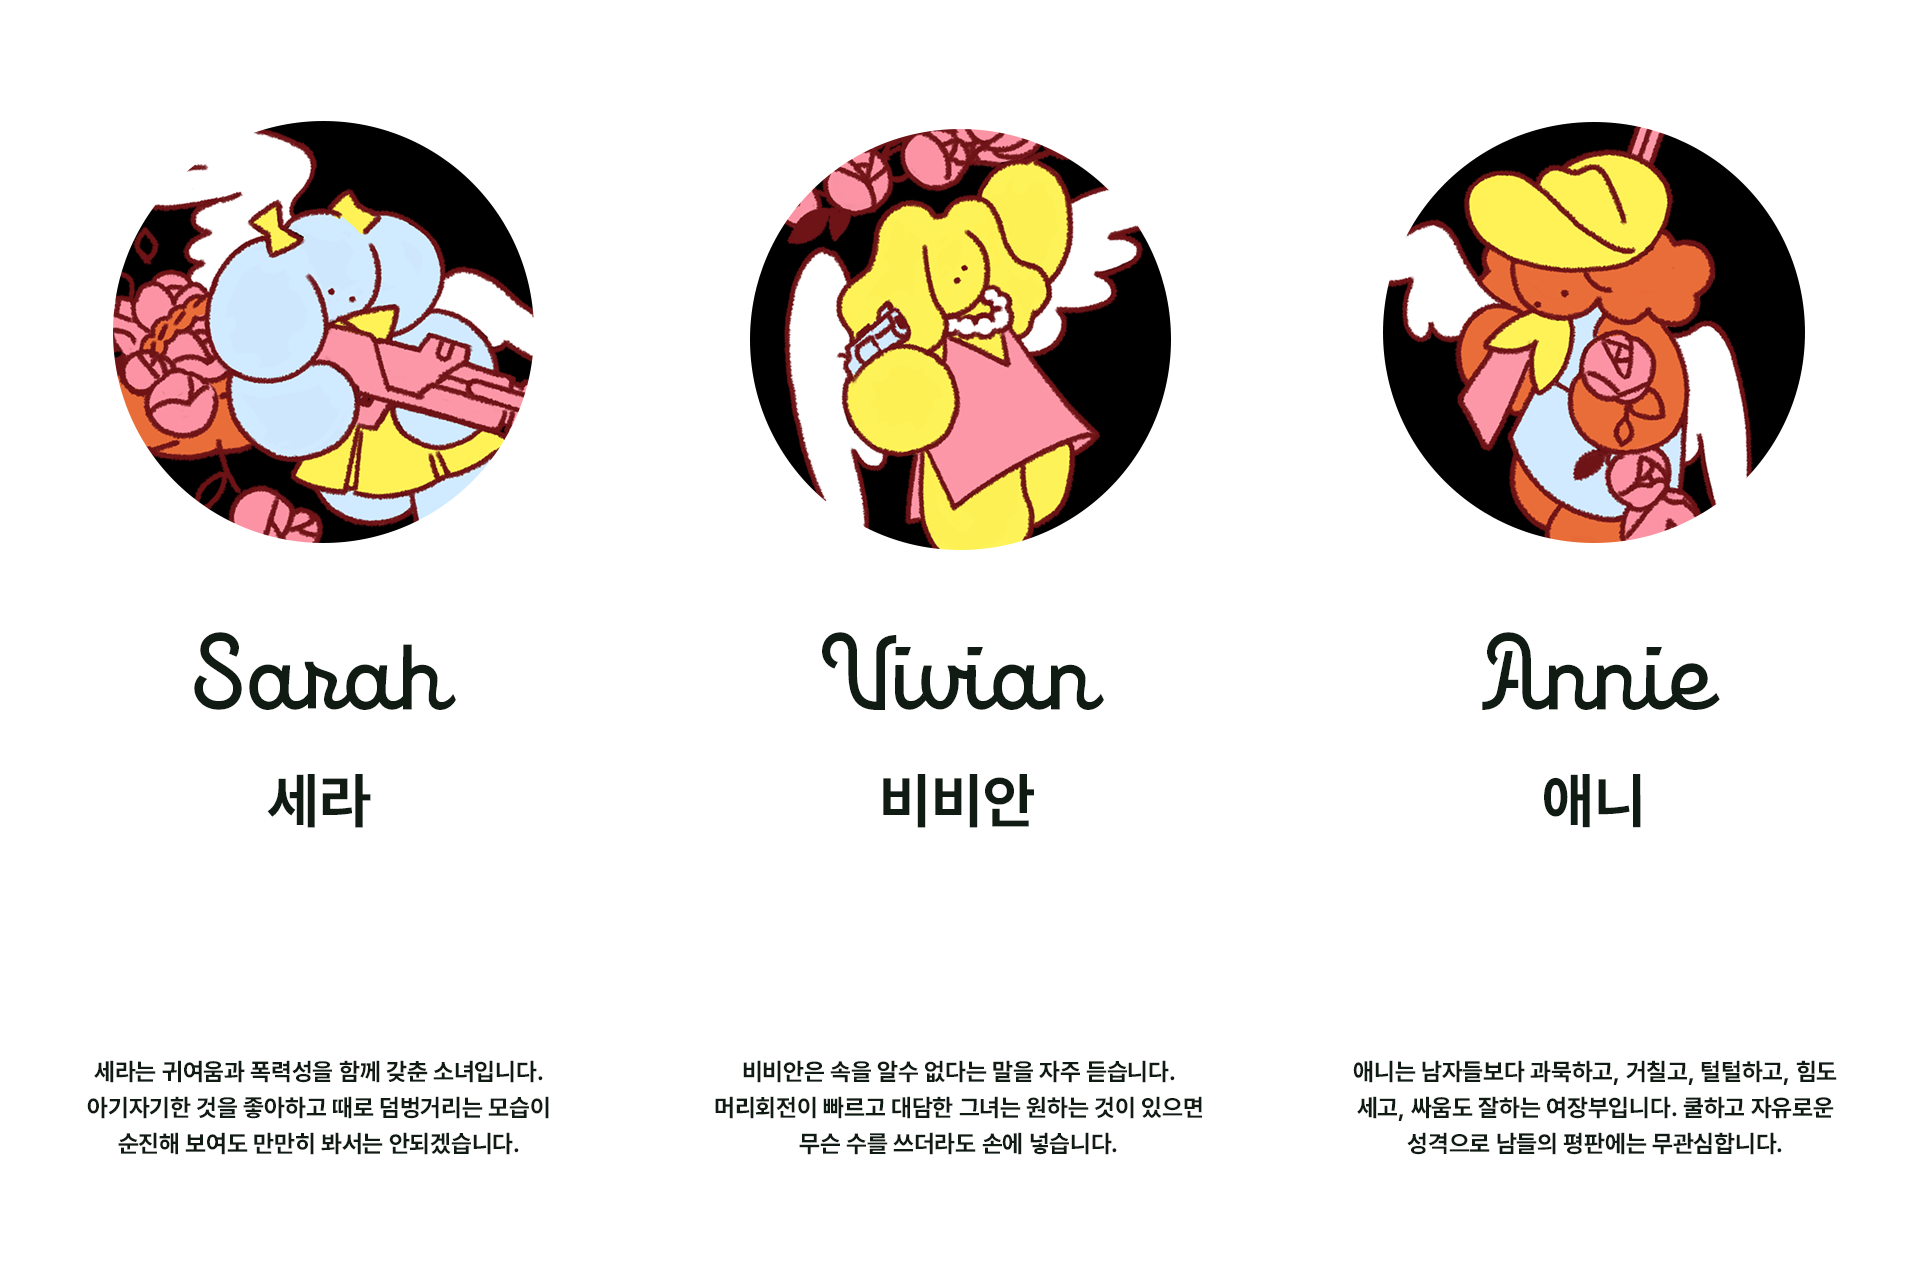 Sarah
세라
세라는 귀여움과 폭력성을 함께 갖춘 소녀입니다.
아기자기한 것을 좋아하고 때로 덤벙거리는 모습이
순진해 보여도 만만히 봐서는 안되겠습니다.
Vivian
비비안
비비안은 속을 알수 없다는 말을 자주 듣습니다.
머리회전이 빠르고 대담한 그녀는 원하는 것이 있으면
무슨 수를 쓰더라도 손에 넣습니다.
Annie
애니
애니는 남자들보다 과묵하고, 거칠고, 털털하고, 힘도
세고, 싸움도 잘하는 여장부입니다. 쿨하고 자유로운
성격으로 남들의 평판에는 무관심합니다.